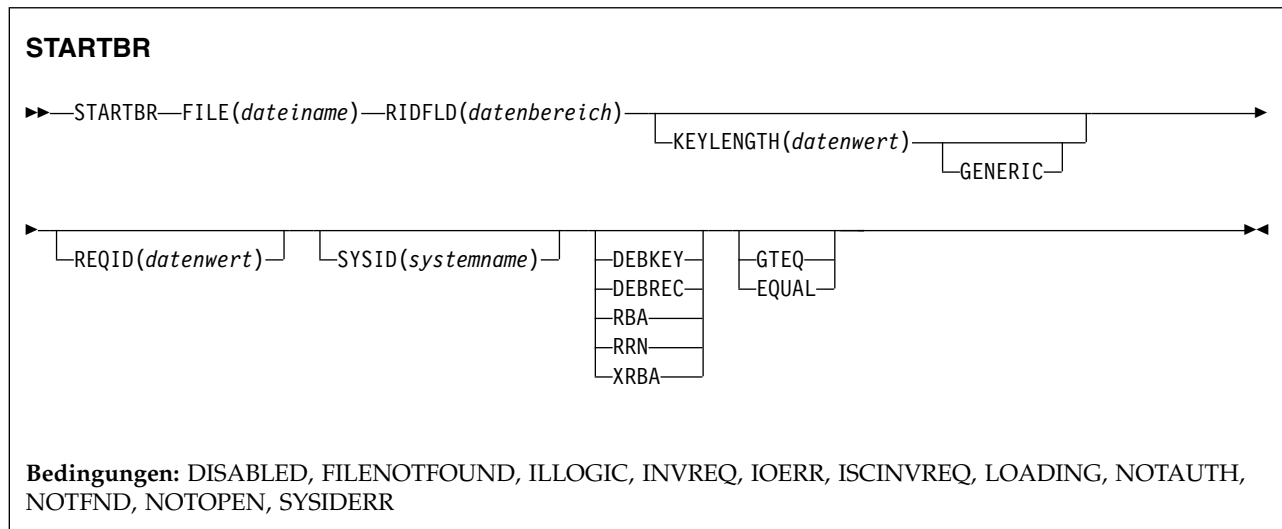 STARTBR
STARTBR FILE(dateiname) RIDFLD(datenbereich)
KEYLENGTH(datenwert)
GENERIC
REQID(datenwert) SYSID(systemname) DEBKEY GTEQ
DEBREC EQUAL
RBA
RRN
XRBA
Bedingungen: DISABLED, FILENOTFOUND, ILLOGIC, INVREQ, IOERR, ISCINVREQ, LOADING, NOTAUTH,
NOTFND, NOTOPEN, SYSIDERR